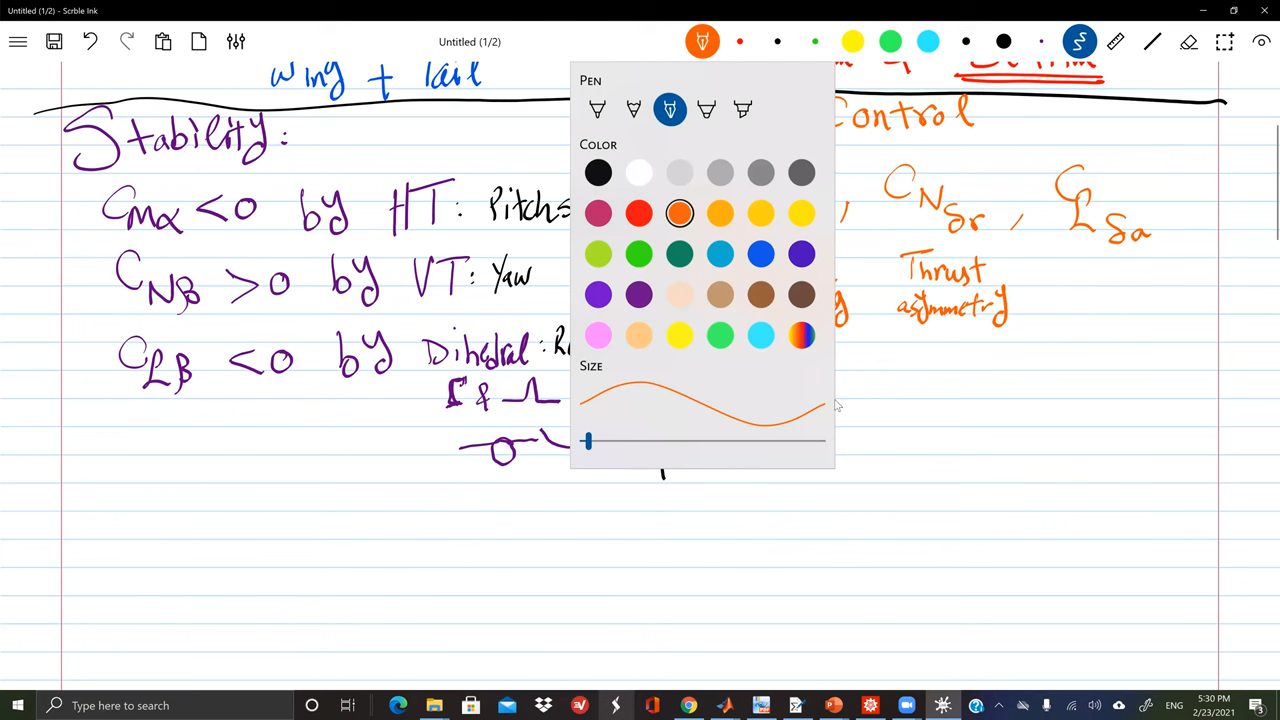 Untitled (1/2) - Scrble Ink
Untitled (1/2)
wing + Tail
Stability:
Control
Cmα <0 by HT: Pitch
, CNδr, CLδa
CNβ >0 by VT: Yaw
Thrust
asymmetry
CLβ <0 by Dihedral: R
&
PEN
COLOR
SIZE
Type here to search
ENG
5:30 PM
2/23/2021